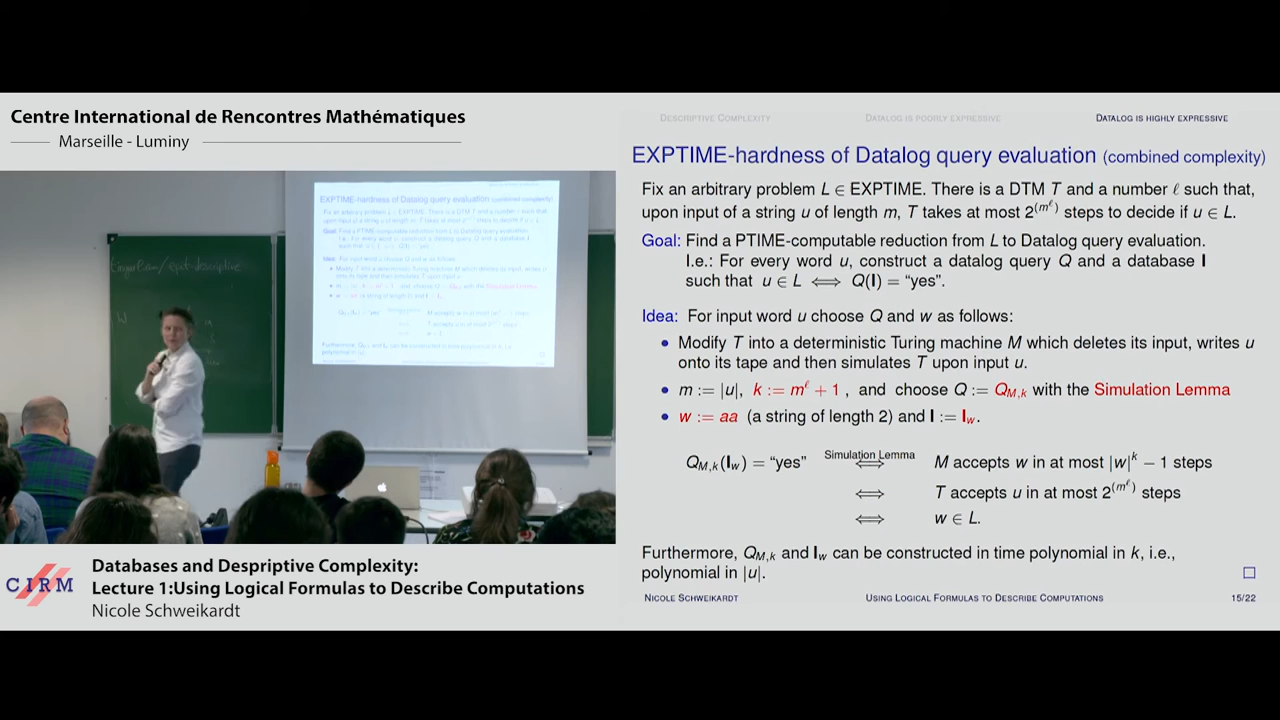 Centre International de Rencontres Mathématiques
Marseille - Luminy
DESCRIPTIVE COMPLEXITY DATALOG IS POORLY EXPRESSIVE DATALOG IS HIGHLY EXPRESSIVE
EXPTIME-hardness of Datalog query evaluation (combined complexity)
Fix an arbitrary problem L ∈ EXPTIME. There is a DTM T and a number ℓ such that,
upon input of a string u of length m, T takes at most 2^(m^ℓ) steps to decide if u ∈ L.
Goal: Find a PTIME-computable reduction from L to Datalog query evaluation.
I.e.: For every word u, construct a datalog query Q and a database I
such that u ∈ L ⟺ Q(I) = “yes”.
Idea: For input word u choose Q and w as follows:
• Modify T into a deterministic Turing machine M which deletes its input, writes u
onto its tape and then simulates T upon input u.
• m := |u|, k := m^ℓ + 1 , and choose Q := Q_M,k with the Simulation Lemma
• w := aa (a string of length 2) and I := I_w.
Q_M,k(I_w) = “yes” Simulation Lemma ⟺ M accepts w in at most |w|^k − 1 steps
⟺ T accepts u in at most 2^(m^ℓ) steps
⟺ w ∈ L.
Furthermore, Q_M,k and I_w can be constructed in time polynomial in k, i.e.,
polynomial in |u|.
NICOLE SCHWEIKARDT USING LOGICAL FORMULAS TO DESCRIBE COMPUTATIONS 15/22
CIRM
Databases and Despriptive Complexity:
Lecture 1:Using Logical Formulas to Describe Computations
Nicole Schweikardt